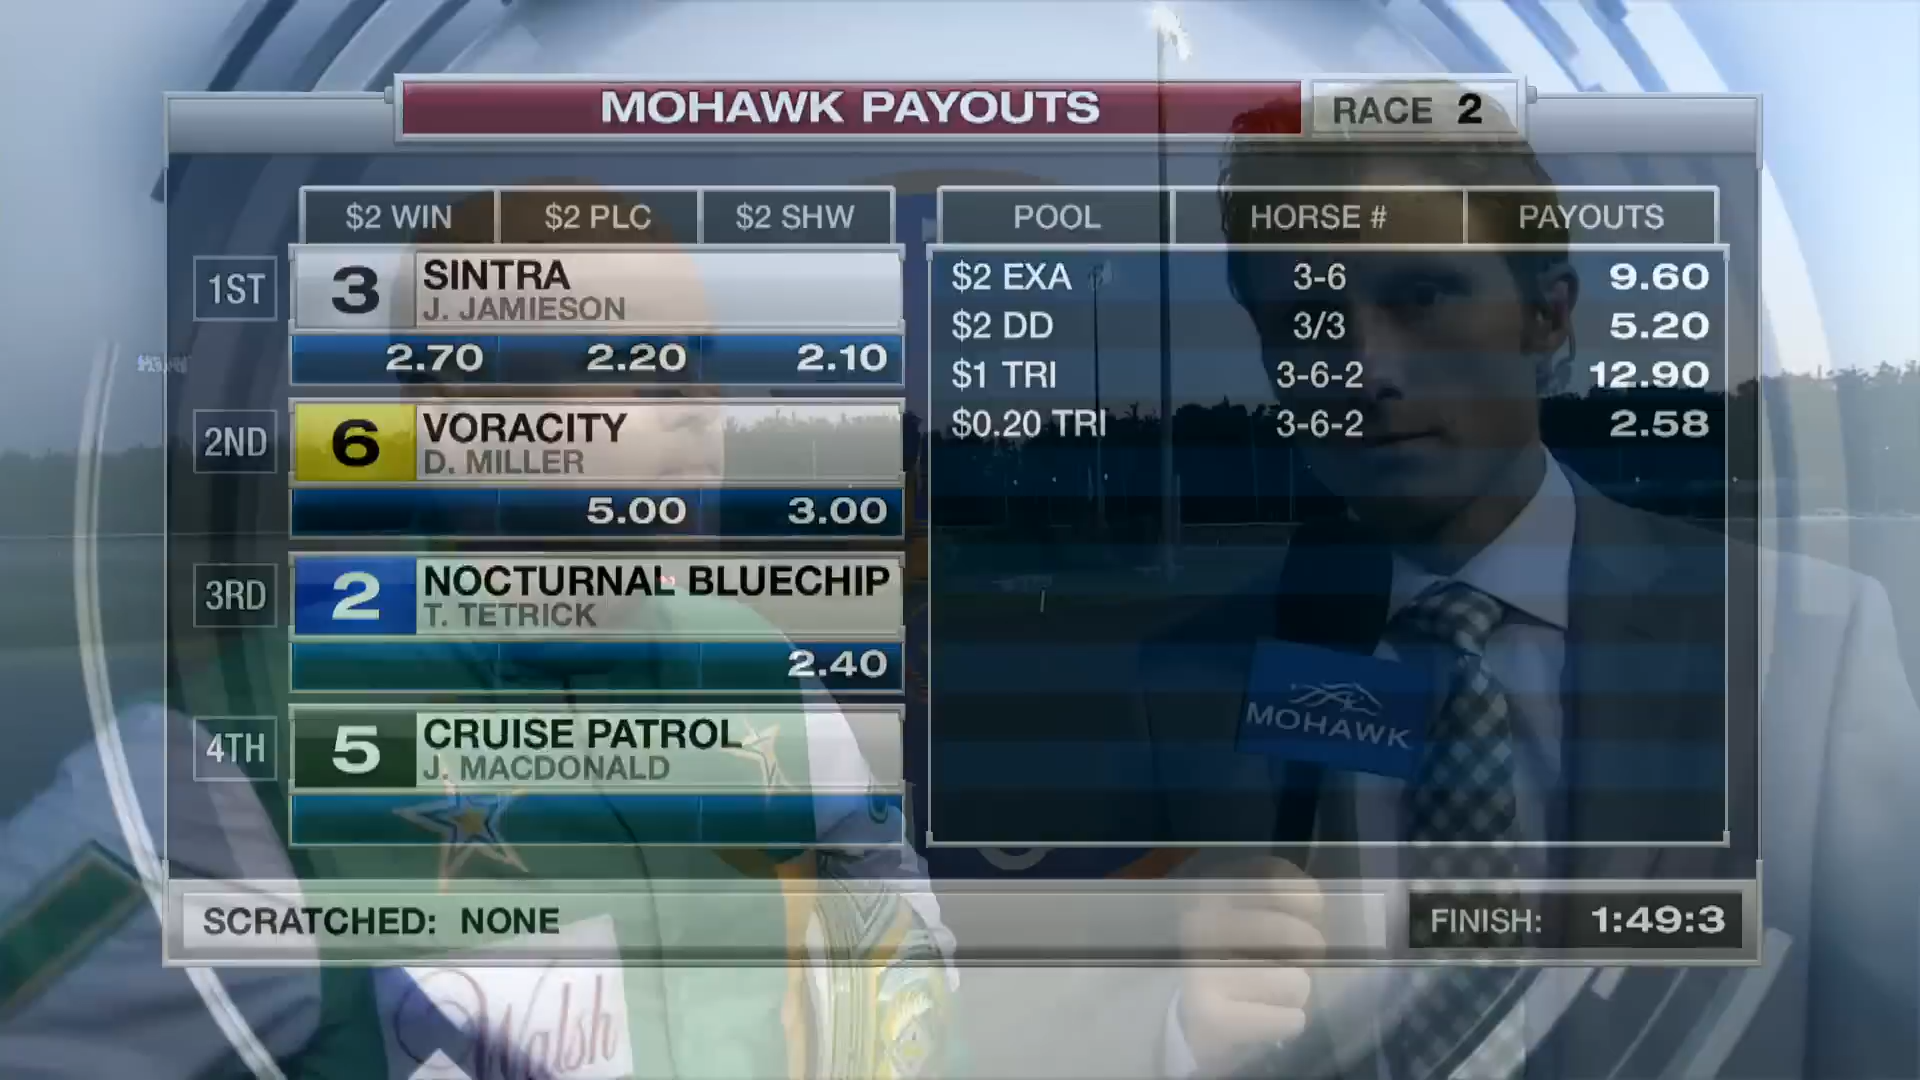 MOHAWK PAYOUTS
RACE 2
$2 WIN $2 PLC $2 SHW
1ST 3 SINTRA
J. JAMIESON
2.70 2.20 2.10
2ND 6 VORACITY
D. MILLER
5.00 3.00
3RD 2 NOCTURNAL BLUECHIP
T. TETRICK
2.40
4TH 5 CRUISE PATROL
J. MACDONALD
POOL HORSE # PAYOUTS
$2 EXA 3-6 9.60
$2 DD 3/3 5.20
$1 TRI 3-6-2 12.90
$0.20 TRI 3-6-2 2.58
MOHAWK
SCRATCHED: NONE
FINISH: 1:49:3
Walsh